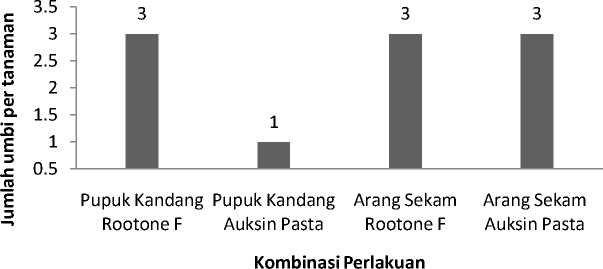 Jumlah umbi per tanaman
3.5
3
2.5
2
1.5
1
0.5
3
1
3
3
Pupuk Kandang
Rootone F
Pupuk Kandang
Auksin Pasta
Arang Sekam
Rootone F
Arang Sekam
Auksin Pasta
Kombinasi Perlakuan